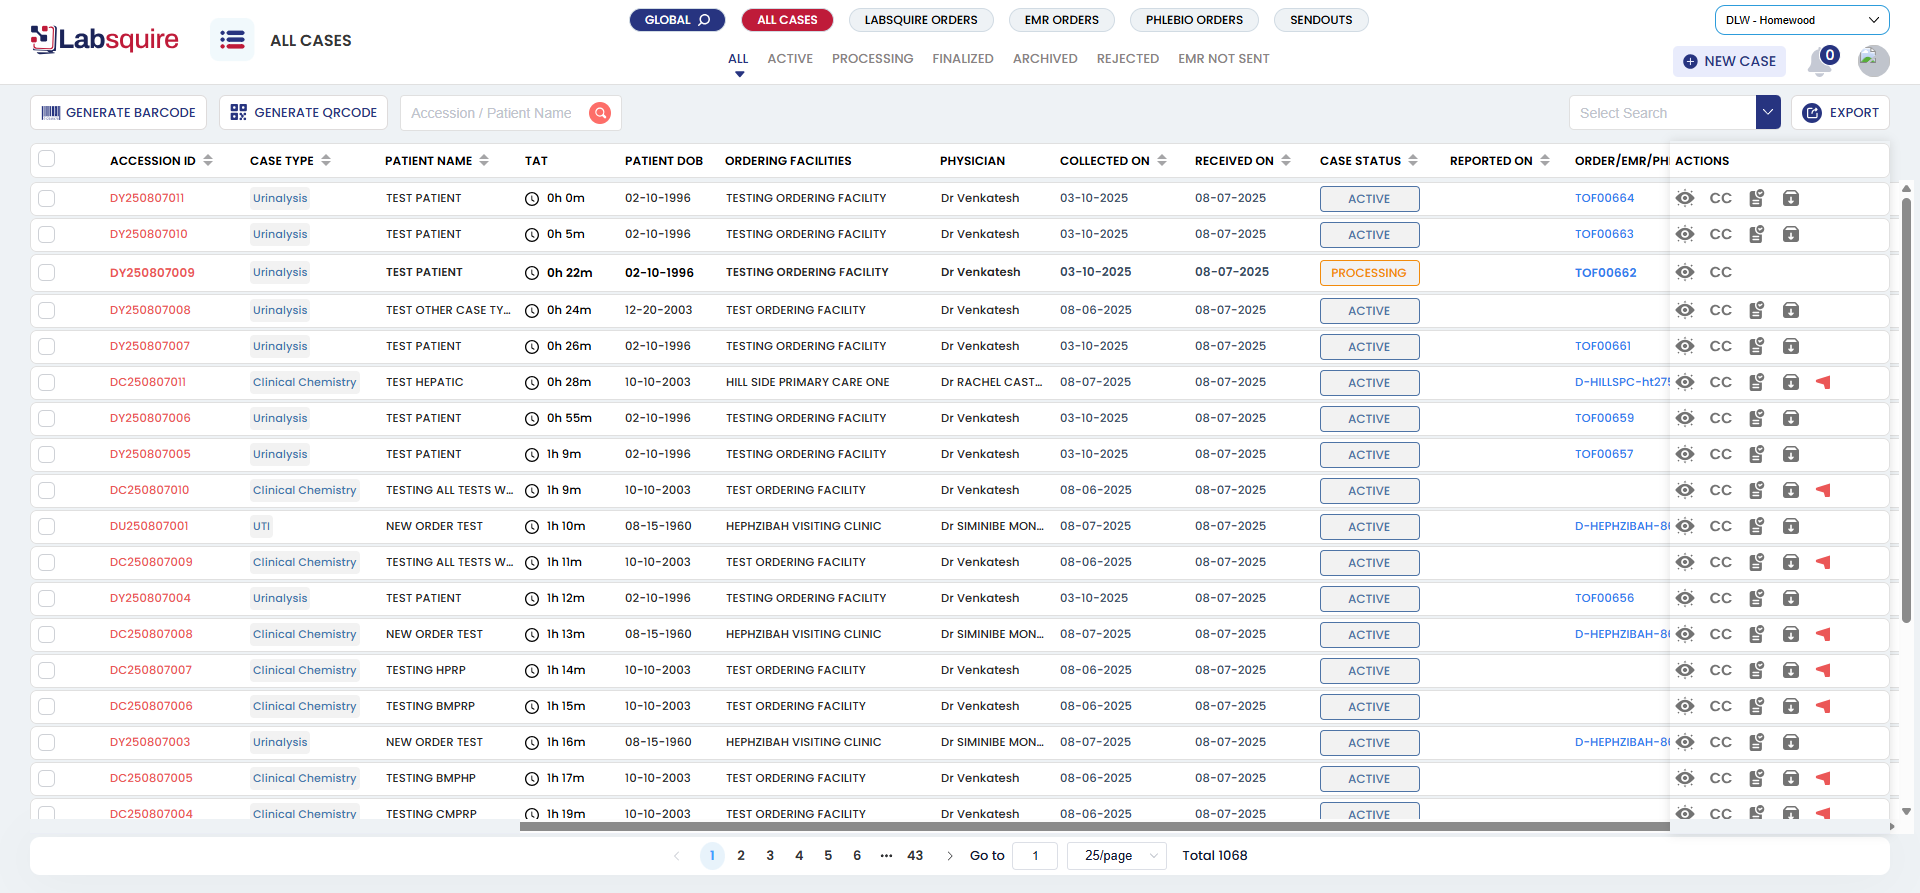 Labsquire
ALL CASES
GLOBAL ALL CASES LABSQUIRE ORDERS EMR ORDERS PHLEBIO ORDERS SENDOUTS
ALL ACTIVE PROCESSING FINALIZED ARCHIVED REJECTED EMR NOT SENT
DLW - Homewood
NEW CASE 0
GENERATE BARCODE GENERATE QRCODE Accession / Patient Name Select Search EXPORT
ACCESSION ID CASE TYPE PATIENT NAME TAT PATIENT DOB ORDERING FACILITIES PHYSICIAN COLLECTED ON RECEIVED ON CASE STATUS REPORTED ON ORDER/EMR/PH ACTIONS
DY250807011 Urinalysis TEST PATIENT 0h 0m 02-10-1996 TESTING ORDERING FACILITY Dr Venkatesh 03-10-2025 08-07-2025 ACTIVE TOF00664 CC
DY250807010 Urinalysis TEST PATIENT 0h 5m 02-10-1996 TESTING ORDERING FACILITY Dr Venkatesh 03-10-2025 08-07-2025 ACTIVE TOF00663 CC
DY250807009 Urinalysis TEST PATIENT 0h 22m 02-10-1996 TESTING ORDERING FACILITY Dr Venkatesh 03-10-2025 08-07-2025 PROCESSING TOF00662 CC
DY250807008 Urinalysis TEST OTHER CASE TY... 0h 24m 12-20-2003 TEST ORDERING FACILITY Dr Venkatesh 08-06-2025 08-07-2025 ACTIVE CC
DY250807007 Urinalysis TEST PATIENT 0h 26m 02-10-1996 TESTING ORDERING FACILITY Dr Venkatesh 03-10-2025 08-07-2025 ACTIVE TOF00661 CC
DC250807011 Clinical Chemistry TEST HEPATIC 0h 28m 10-10-2003 HILL SIDE PRIMARY CARE ONE Dr RACHEL CAST... 08-07-2025 08-07-2025 ACTIVE D-HILLSPC-ht275 CC
DY250807006 Urinalysis TEST PATIENT 0h 55m 02-10-1996 TESTING ORDERING FACILITY Dr Venkatesh 03-10-2025 08-07-2025 ACTIVE TOF00659 CC
DY250807005 Urinalysis TEST PATIENT 1h 9m 02-10-1996 TESTING ORDERING FACILITY Dr Venkatesh 03-10-2025 08-07-2025 ACTIVE TOF00657 CC
DC250807010 Clinical Chemistry TESTING ALL TESTS W... 1h 9m 10-10-2003 TEST ORDERING FACILITY Dr Venkatesh 08-06-2025 08-07-2025 ACTIVE CC
DU250807001 UTI NEW ORDER TEST 1h 10m 08-15-1960 HEPHZIBAH VISITING CLINIC Dr SIMINIBE MON... 08-07-2025 08-07-2025 ACTIVE D-HEPHZIBAH-86 CC
DC250807009 Clinical Chemistry TESTING ALL TESTS W... 1h 11m 10-10-2003 TEST ORDERING FACILITY Dr Venkatesh 08-06-2025 08-07-2025 ACTIVE CC
DY250807004 Urinalysis TEST PATIENT 1h 12m 02-10-1996 TESTING ORDERING FACILITY Dr Venkatesh 03-10-2025 08-07-2025 ACTIVE TOF00656 CC
DC250807008 Clinical Chemistry NEW ORDER TEST 1h 13m 08-15-1960 HEPHZIBAH VISITING CLINIC Dr SIMINIBE MON... 08-07-2025 08-07-2025 ACTIVE D-HEPHZIBAH-86 CC
DC250807007 Clinical Chemistry TESTING HPRP 1h 14m 10-10-2003 TEST ORDERING FACILITY Dr Venkatesh 08-06-2025 08-07-2025 ACTIVE CC
DC250807006 Clinical Chemistry TESTING BMPRP 1h 15m 10-10-2003 TEST ORDERING FACILITY Dr Venkatesh 08-06-2025 08-07-2025 ACTIVE CC
DY250807003 Urinalysis NEW ORDER TEST 1h 16m 08-15-1960 HEPHZIBAH VISITING CLINIC Dr SIMINIBE MON... 08-07-2025 08-07-2025 ACTIVE D-HEPHZIBAH-86 CC
DC250807005 Clinical Chemistry TESTING BMPHP 1h 17m 10-10-2003 TEST ORDERING FACILITY Dr Venkatesh 08-06-2025 08-07-2025 ACTIVE CC
DC250807004 Clinical Chemistry TESTING CMPRP 1h 19m 10-10-2003 TEST ORDERING FACILITY Dr Venkatesh 08-06-2025 08-07-2025 ACTIVE CC
1 2 3 4 5 6 ••• 43 Go to 1 25/page Total 1068